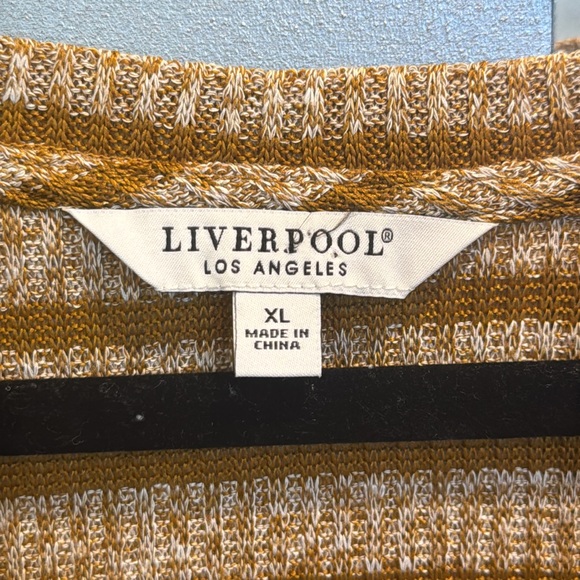 LIVERPOOL®
LOS ANGELES
XL
MADE IN
CHINA